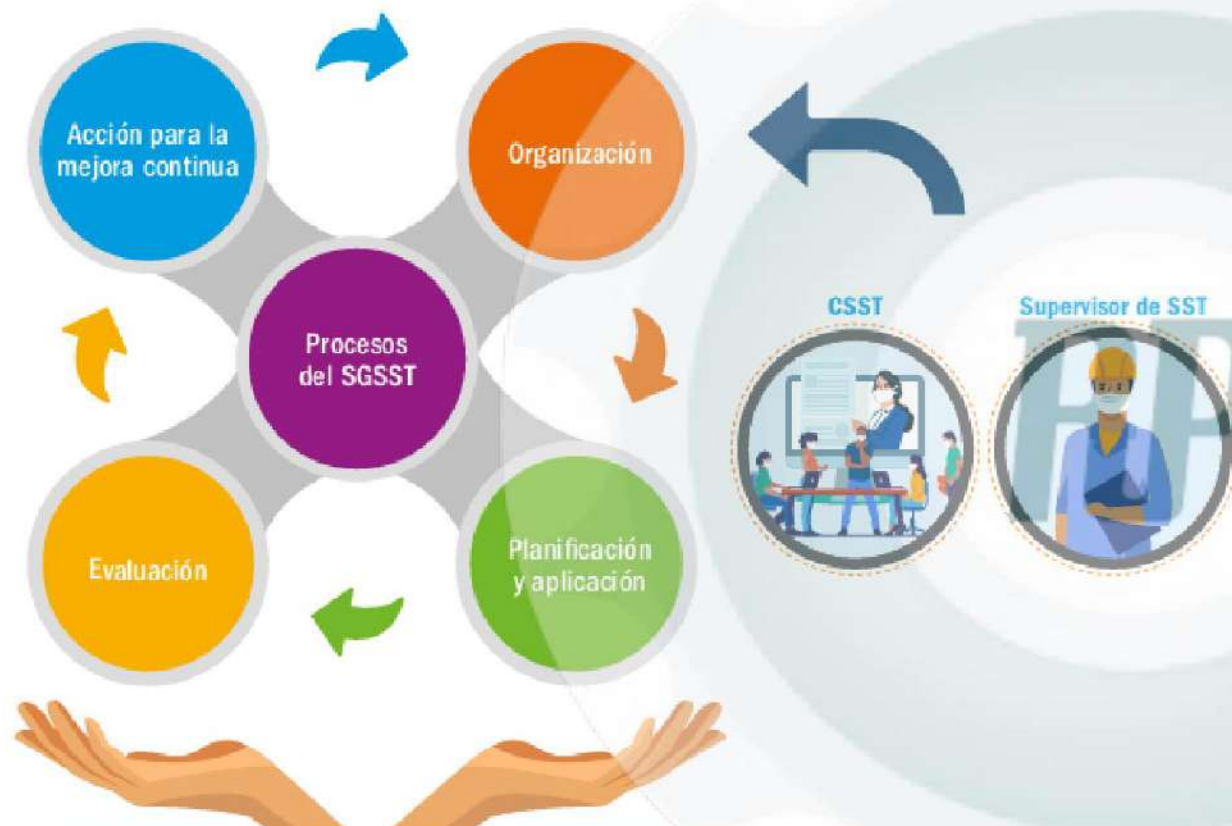 Acción para la
mejora continua
Organización
Procesos
del SGSST
Evaluación
Planificación
y aplicación
CSST
Supervisor de SST